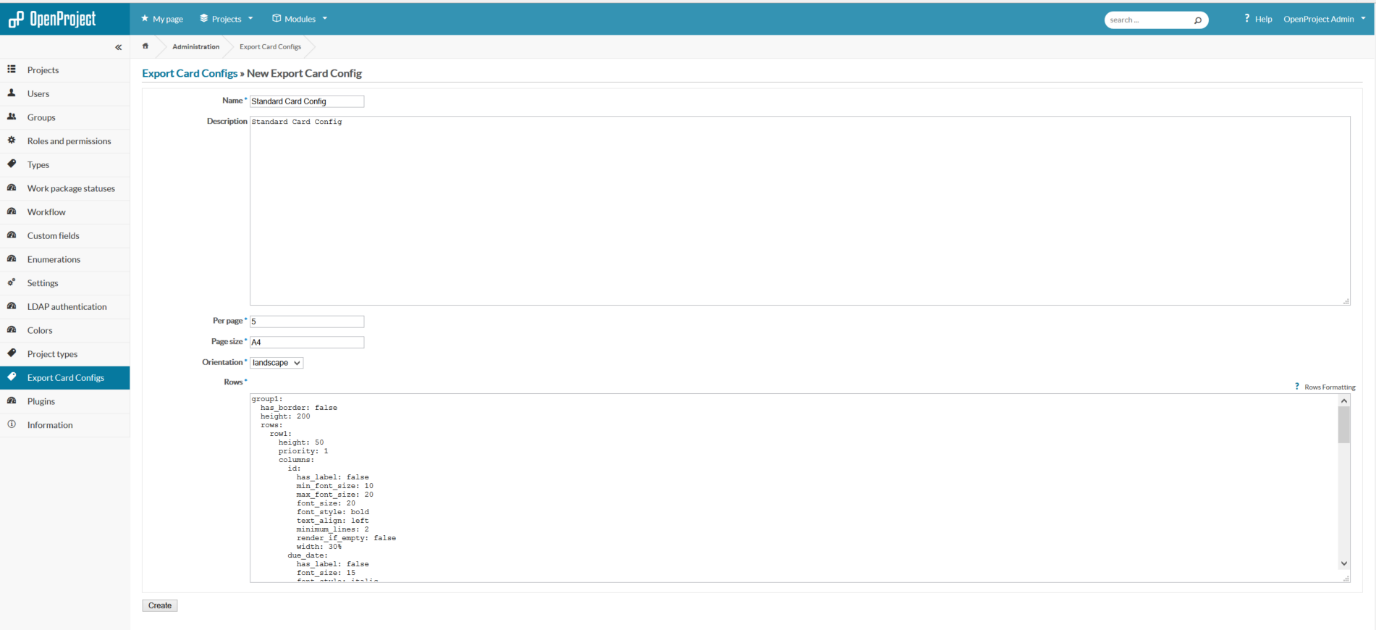 OpenProject
My page
Projects
Modules
search ...
? Help
OpenProject Admin
«
Administration
Export Card Configs
Projects
Users
Groups
Roles and permissions
Types
Work package statuses
Workflow
Custom fields
Enumerations
Settings
LDAP authentication
Colors
Project types
Export Card Configs
Plugins
Information
Export Card Configs » New Export Card Config
Name * Standard Card Config
Description Standard Card Config
Per page * 5
Page size * A4
Orientation * landscape
Rows *
? Rows Formatting
group1:
has_border: false
height: 200
rows:
row1:
height: 50
priority: 1
columns:
id:
has_label: false
min_font_size: 10
max_font_size: 20
font_size: 20
font_style: bold
text_align: left
minimum_lines: 2
render_if_empty: false
width: 30%
due_date:
has_label: false
font_size: 15
font_style: italic
Create